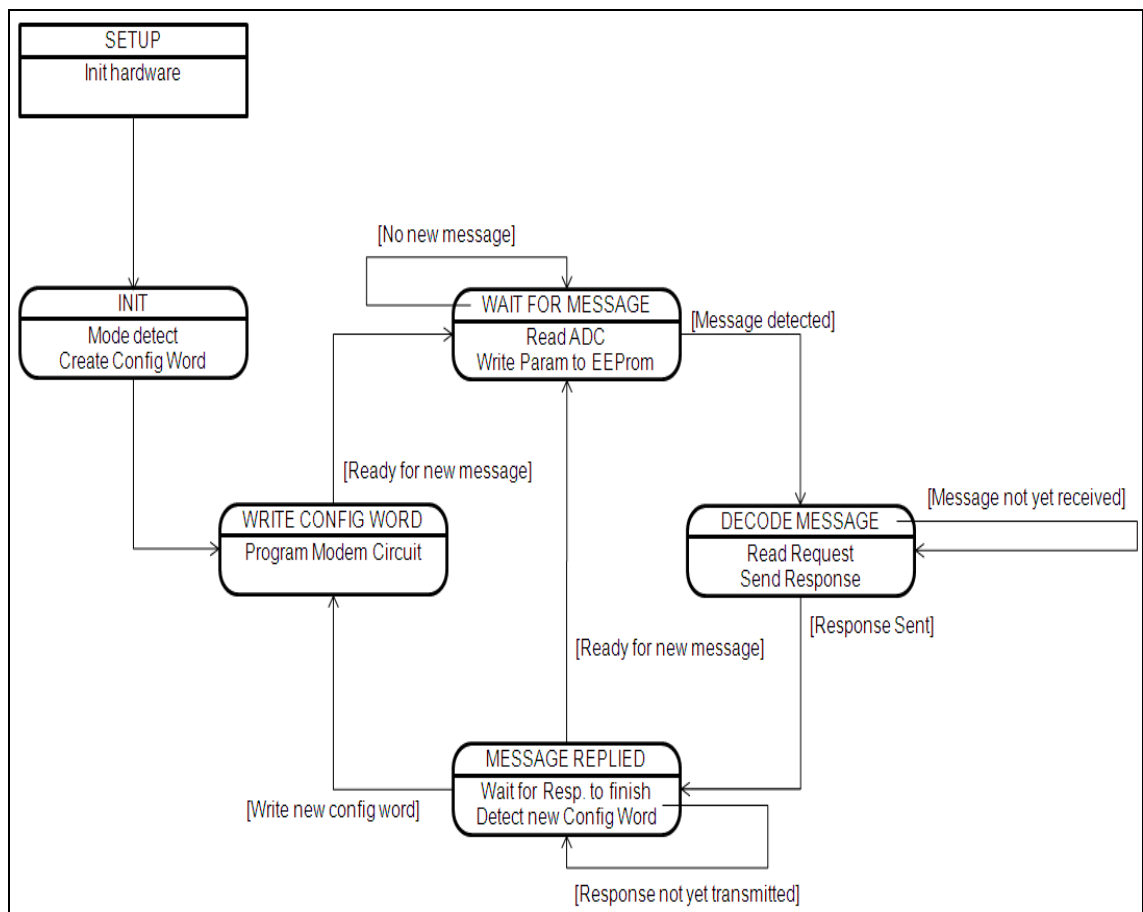 SETUP
Init hardware
[No new message]
INIT
Mode detect
Create Config Word
WAIT FOR MESSAGE
Read ADC
Write Param to EEProm
[Message detected]
[Ready for new message]
WRITE CONFIG WORD
Program Modem Circuit
[Message not yet received]
DECODE MESSAGE
Read Request
Send Response
[Response Sent]
[Ready for new message]
MESSAGE REPLIED
Wait for Resp. to finish
Detect new Config Word
[Write new config word]
[Response not yet transmitted]